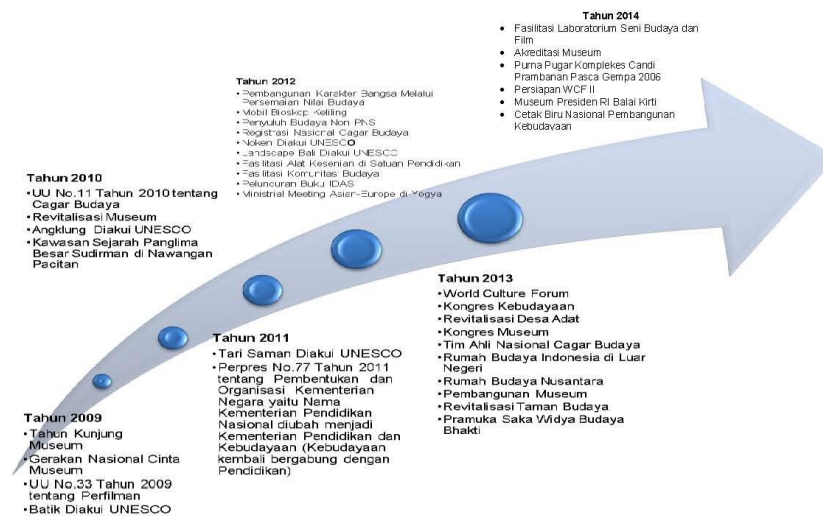 Tahun 2014
• Fasilitasi Laboratorium Seni Budaya dan
Film
• Akreditasi Museum
• Purna Pugar Komplekes Candi
Prambanan Pasca Gempa 2006
• Persiapan WCF II
• Museum Presiden RI Balai Kirti
• Cetak Biru Nasional Pembangunan
Kebudayaan
Tahun 2012
• Pembangunan Karakter Bangsa Melalui
Persemaian Nilai Budaya
• Mobil Bioskop Keliling
• Penyuluh Budaya Non PNS
• Registrasi Nasional Cagar Budaya
• Noken Diakui UNESCO
• Landscape Bali Diakui UNESCO
• Fasilitasi Alat Kesenian di Satuan Pendidikan
• Fasilitasi Komunitas Budaya
• Peluncuran Buku IDAS
• Ministrial Meeting Asian-Europe di Yogya
Tahun 2010
• UU No.11 Tahun 2010 tentang
Cagar Budaya
• Revitalisasi Museum
• Angklung Diakui UNESCO
• Kawasan Sejarah Panglima
Besar Sudirman di Nawangan
Pacitan
Tahun 2013
• World Culture Forum
• Kongres Kebudayaan
• Revitalisasi Desa Adat
• Kongres Museum
• Tim Ahli Nasional Cagar Budaya
• Rumah Budaya Indonesia di Luar
Negeri
• Rumah Budaya Nusantara
• Pembangunan Museum
• Revitalisasi Taman Budaya
• Pramuka Saka Widya Budaya
Bhakti
Tahun 2011
• Tari Saman Diakui UNESCO
• Perpres No.77 Tahun 2011
tentang Pembentukan dan
Organisasi Kementerian
Negara yaitu Nama
Kementerian Pendidikan
Nasional diubah menjadi
Kementerian Pendidikan dan
Kebudayaan (Kebudayaan
kembali bergabung dengan
Pendidikan)
Tahun 2009
• Tahun Kunjung
Museum
• Gerakan Nasional Cinta
Museum
• UU No.33 Tahun 2009
tentang Perfilman
• Batik Diakui UNESCO